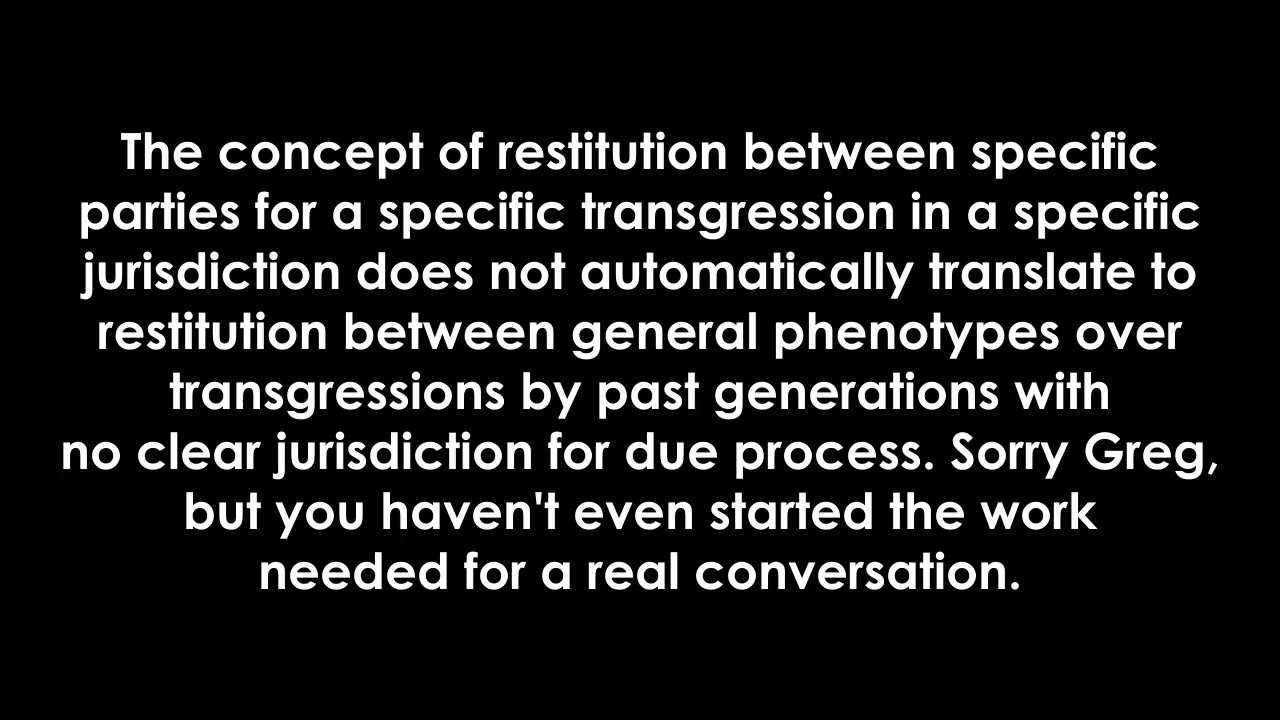 The concept of restitution between specific
parties for a specific transgression in a specific
jurisdiction does not automatically translate to
restitution between general phenotypes over
transgressions by past generations with
no clear jurisdiction for due process. Sorry Greg,
but you haven't even started the work
needed for a real conversation.